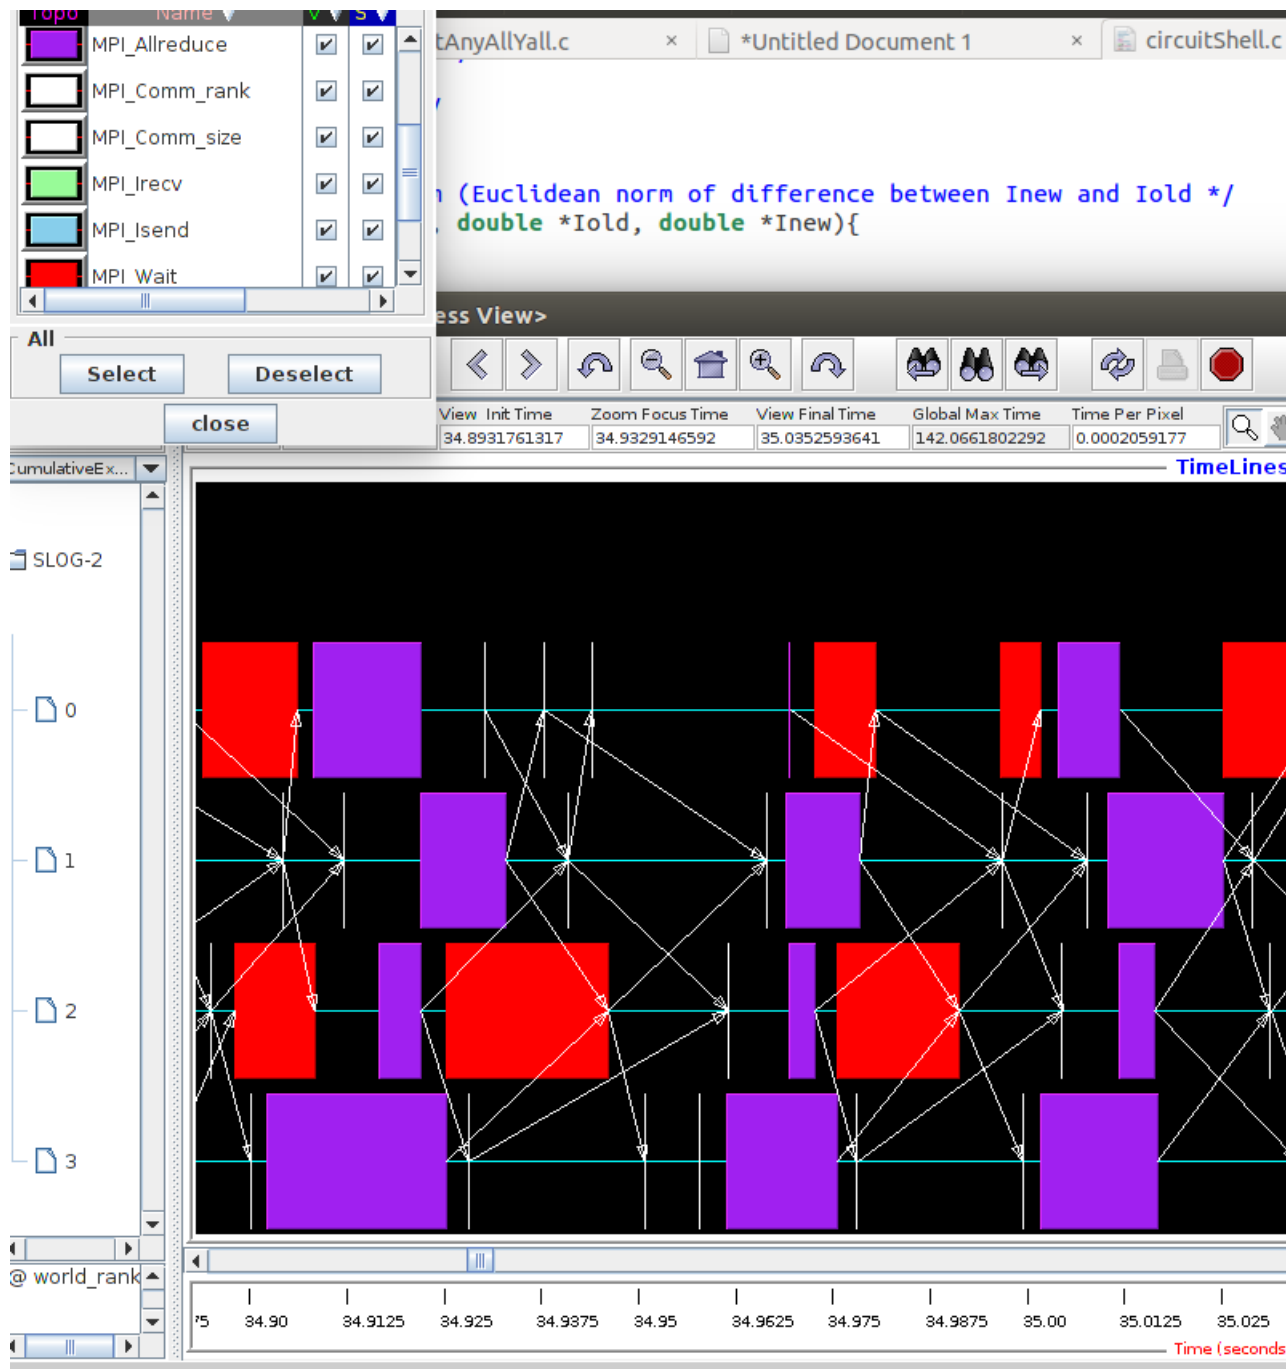 Topo Name V S
MPI_Allreduce
MPI_Comm_rank
MPI_Comm_size
MPI_Irecv
MPI_Isend
MPI_Wait
All
Select Deselect
close
tAnyAllYall.c × *Untitled Document 1 × circuitShell.c
(Euclidean norm of difference between Inew and Iold */
, double *Iold, double *Inew){
ess View>
View Init Time Zoom Focus Time View Final Time Global Max Time Time Per Pixel
34.8931761317 34.9329146592 35.0352593641 142.0661802292 0.0002059177
CumulativeEx...
TimeLines
SLOG-2
0
1
2
3
@ world_rank
75 34.90 34.9125 34.925 34.9375 34.95 34.9625 34.975 34.9875 35.00 35.0125 35.025
Time (seconds